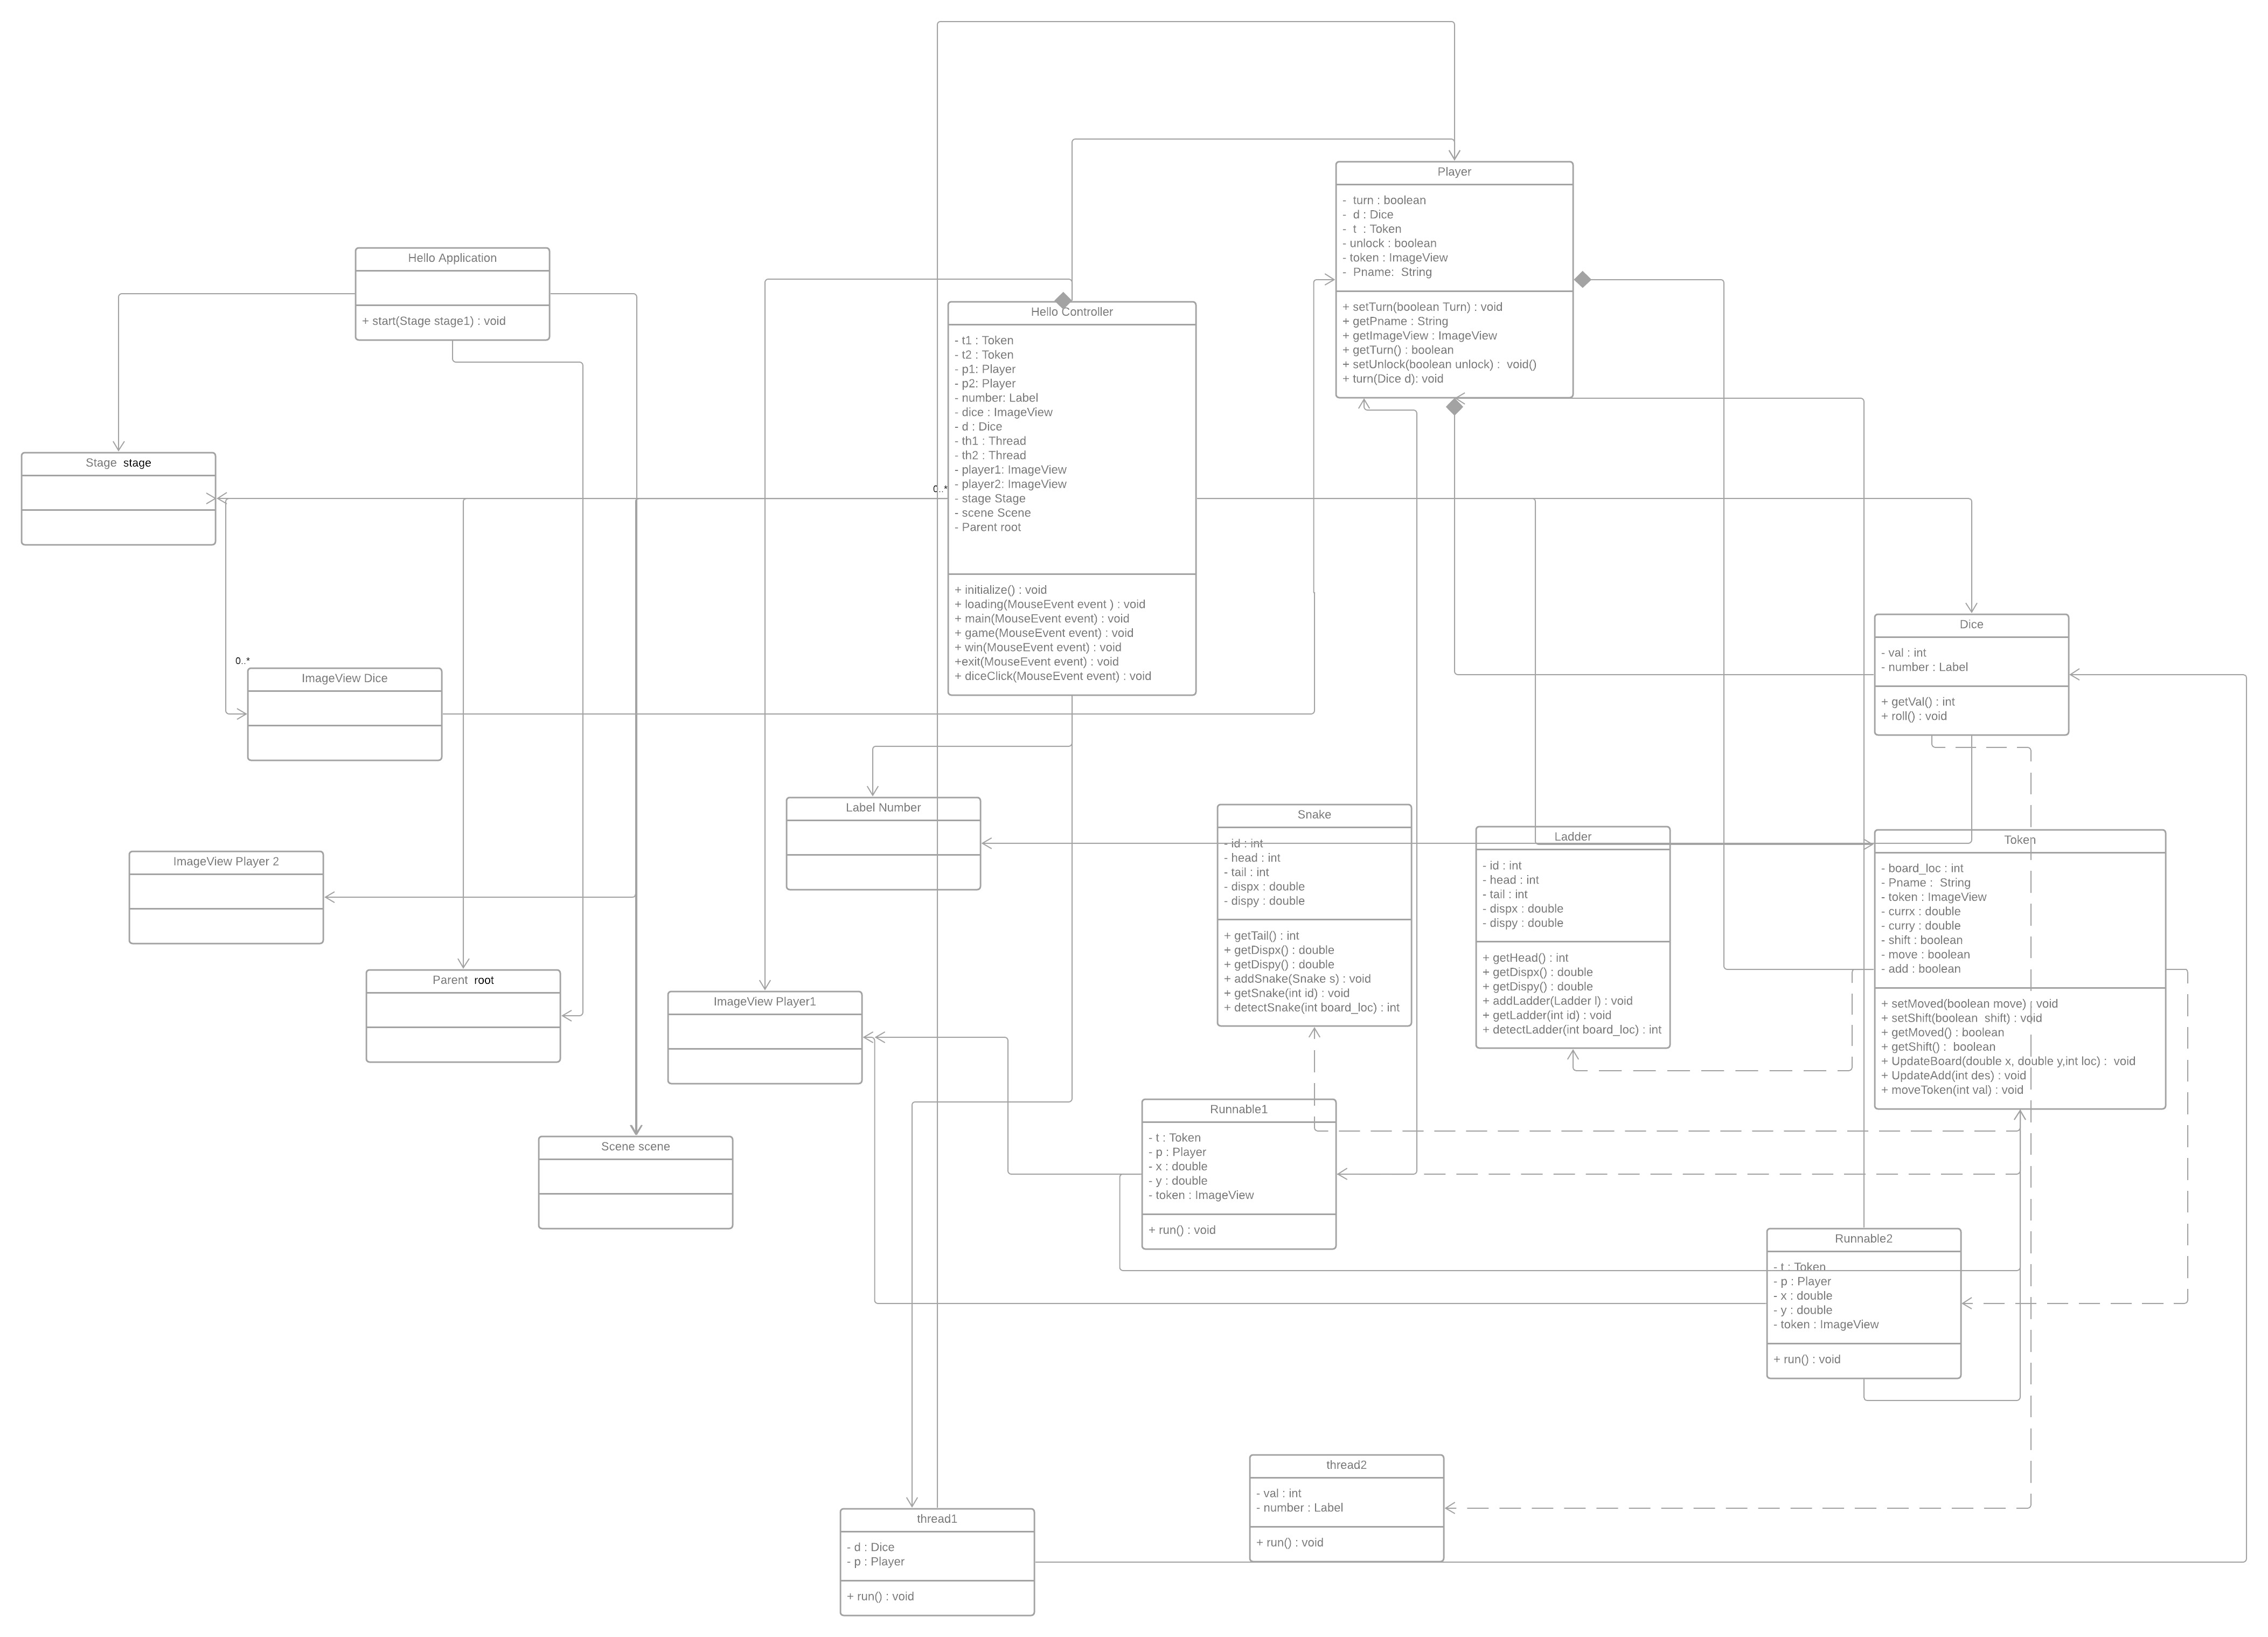 Player
-  turn : boolean
-  d : Dice
-  t  : Token
- unlock : boolean
- token : ImageView
-  Pname:  String
+ setTurn(boolean Turn) : void
+ getPname : String
+ getImageView : ImageView
+ getTurn() : boolean
+ setUnlock(boolean unlock) :  void()
+ turn(Dice d): void
Hello Application
+ start(Stage stage1) : void
Hello Controller
- t1 : Token
- t2 : Token
- p1: Player
- p2: Player
- number: Label
- dice : ImageView
- d : Dice
- th1 : Thread
- th2 : Thread
- player1: ImageView
- player2: ImageView
- stage Stage
- scene Scene
- Parent root
+ initialize() : void
+ loading(MouseEvent event ) : void
+ main(MouseEvent event) : void
+ game(MouseEvent event) : void
+ win(MouseEvent event) : void
+exit(MouseEvent event) : void
+ diceClick(MouseEvent event) : void
0..*
Stage  stage
0..*
ImageView Dice
Dice
- val : int
- number : Label
+ getVal() : int
+ roll() : void
Label Number
Snake
- id : int
- head : int
- tail : int
- dispx : double
- dispy : double
+ getTail() : int
+ getDispx() : double
+ getDispy() : double
+ addSnake(Snake s) : void
+ getSnake(int id) : void
+ detectSnake(int board_loc) : int
Ladder
- id : int
- head : int
- tail : int
- dispx : double
- dispy : double
+ getHead() : int
+ getDispx() : double
+ getDispy() : double
+ addLadder(Ladder l) : void
+ getLadder(int id) : void
+ detectLadder(int board_loc) : int
Token
- board_loc : int
- Pname :  String
- token : ImageView
- currx : double
- curry : double
- shift : boolean
- move : boolean
- add : boolean
+ setMoved(boolean move) : void
+ setShift(boolean  shift) : void
+ getMoved() : boolean
+ getShift() :  boolean
+ UpdateBoard(double x, double y,int loc) :  void
+ UpdateAdd(int des) : void
+ moveToken(int val) : void
ImageView Player 2
Parent  root
ImageView Player1
Scene scene
Runnable1
- t : Token
- p : Player
- x : double
- y : double
- token : ImageView
+ run() : void
Runnable2
- t : Token
- p : Player
- x : double
- y : double
- token : ImageView
+ run() : void
thread2
- val : int
- number : Label
+ run() : void
thread1
- d : Dice
- p : Player
+ run() : void